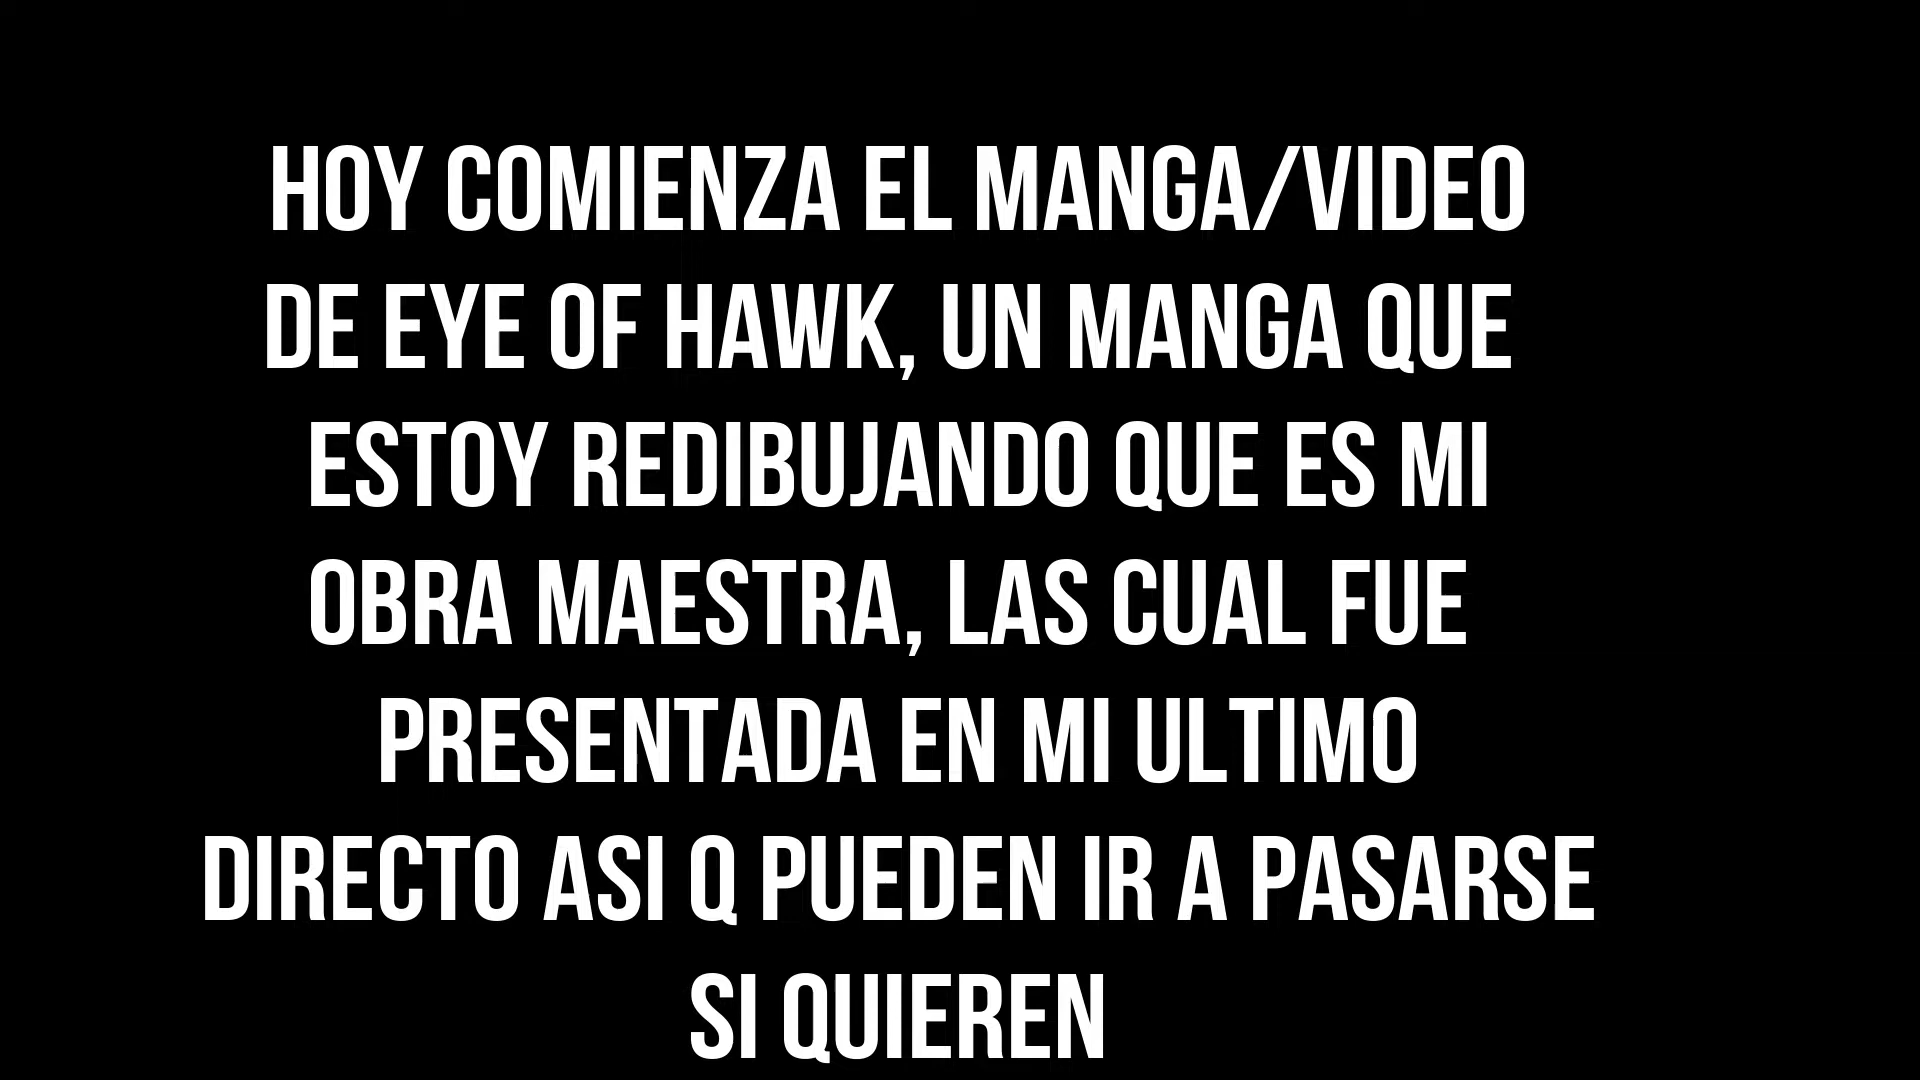 HOY COMIENZA EL MANGA/VIDEO
DE EYE OF HAWK, UN MANGA QUE
ESTOY REDIBUJANDO QUE ES MI
OBRA MAESTRA, LAS CUAL FUE
PRESENTADA EN MI ULTIMO
DIRECTO ASI Q PUEDEN IR A PASARSE
SI QUIEREN